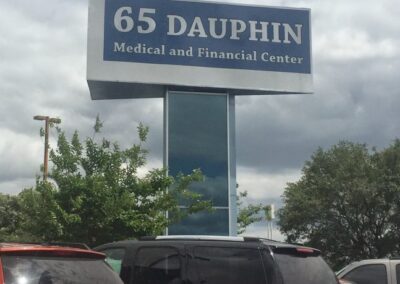 65 DAUPHIN
Medical and Financial Center